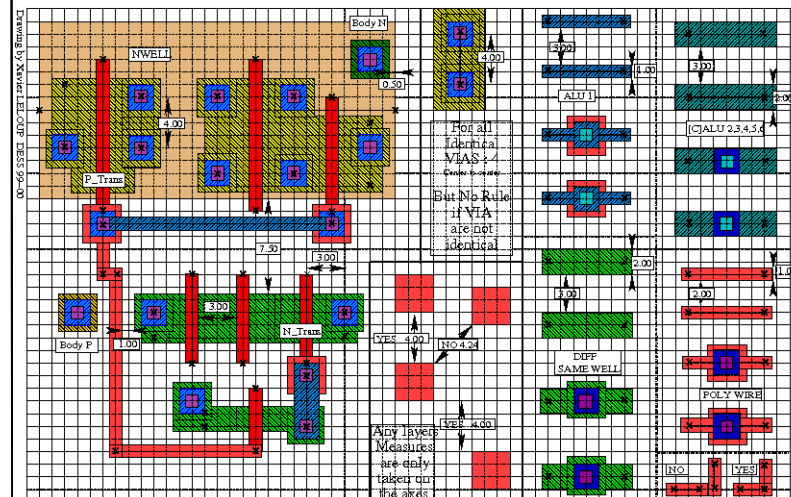 Drawing by Xavier LELOUP DESS 99-00
NWELL
Body N
0.50
4.00
P_Trans
7.50
3.00
3.00
N_Trans
Body P
1.00
4.00
For all
Identical
VIAS :
Center to center
But No Rule
if VIA
are not
identical
YES 4.00
NO 4.24
YES 4.00
Any layers
Measures
are only
taken on
the axes
3.00
1.00
ALU 1
2.00
3.00
DIFF
SAME WELL
3.00
2.00
[C]ALU 2,3,4,5,6
1.0
2.00
POLY WIRE
NO
YES